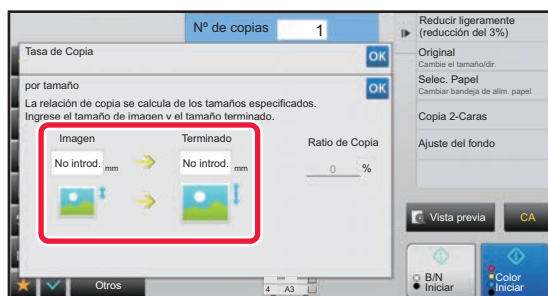 Nº de copias
1
Tasa de Copia
OK
por tamaño
OK
La relación de copia se calcula de los tamaños especificados.
Ingrese el tamaño de imagen y el tamaño terminado.
Imagen
Terminado
Ratio de Copia
No introd. mm
No introd. mm
0 %
Otros
4 A3
Reducir ligeramente
(reducción del 3%)
Original
Cambie el tamaño/dir.
Selec. Papel
Cambiar bandeja de alim. papel
Copia 2-Caras
Ajuste del fondo
Vista previa
CA
B/N
Iniciar
Color
Iniciar